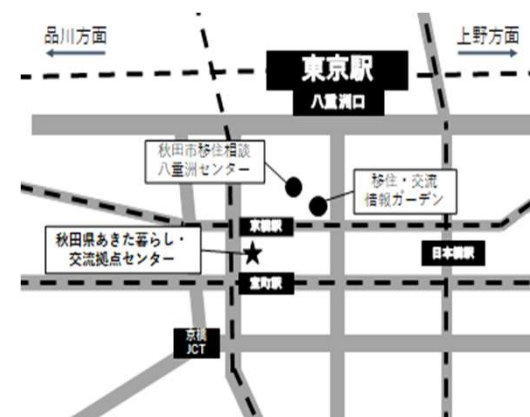 品川方面
上野方面
東京駅
八重洲口
秋田市移住相談
八重洲センター
移住・交流
情報ガーデン
京橋駅
秋田県あきた暮らし・
交流拠点センター
日本橋駅
宝町駅
京橋
JCT